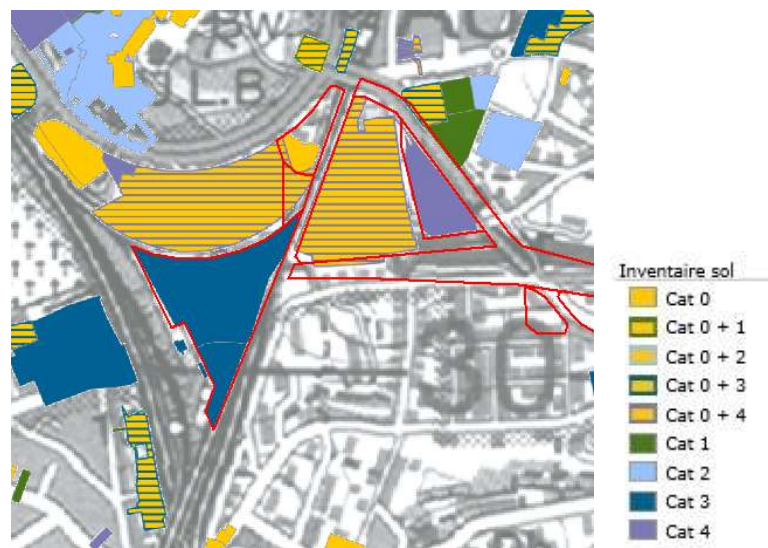 J.L.B.
30
Inventaire sol
Cat 0
Cat 0 + 1
Cat 0 + 2
Cat 0 + 3
Cat 0 + 4
Cat 1
Cat 2
Cat 3
Cat 4